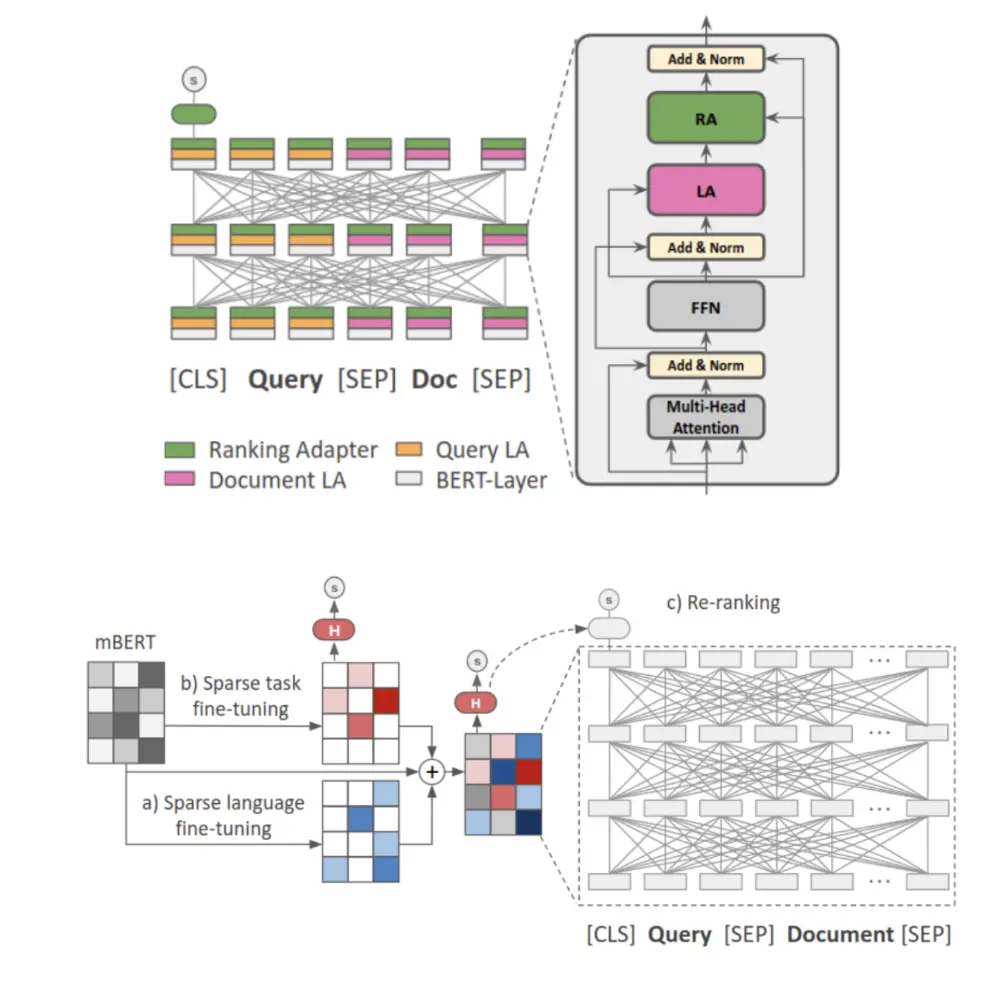 s
Add & Norm
RA
LA
Add & Norm
FFN
Add & Norm
Multi-Head
Attention
[CLS] Query [SEP] Doc [SEP]
Ranking Adapter
Query LA
Document LA
BERT-Layer
s
H
mBERT
b) Sparse task
fine-tuning
a) Sparse language
fine-tuning
+
s
H
s
c) Re-ranking
...
...
...
...
[CLS] Query [SEP] Document [SEP]